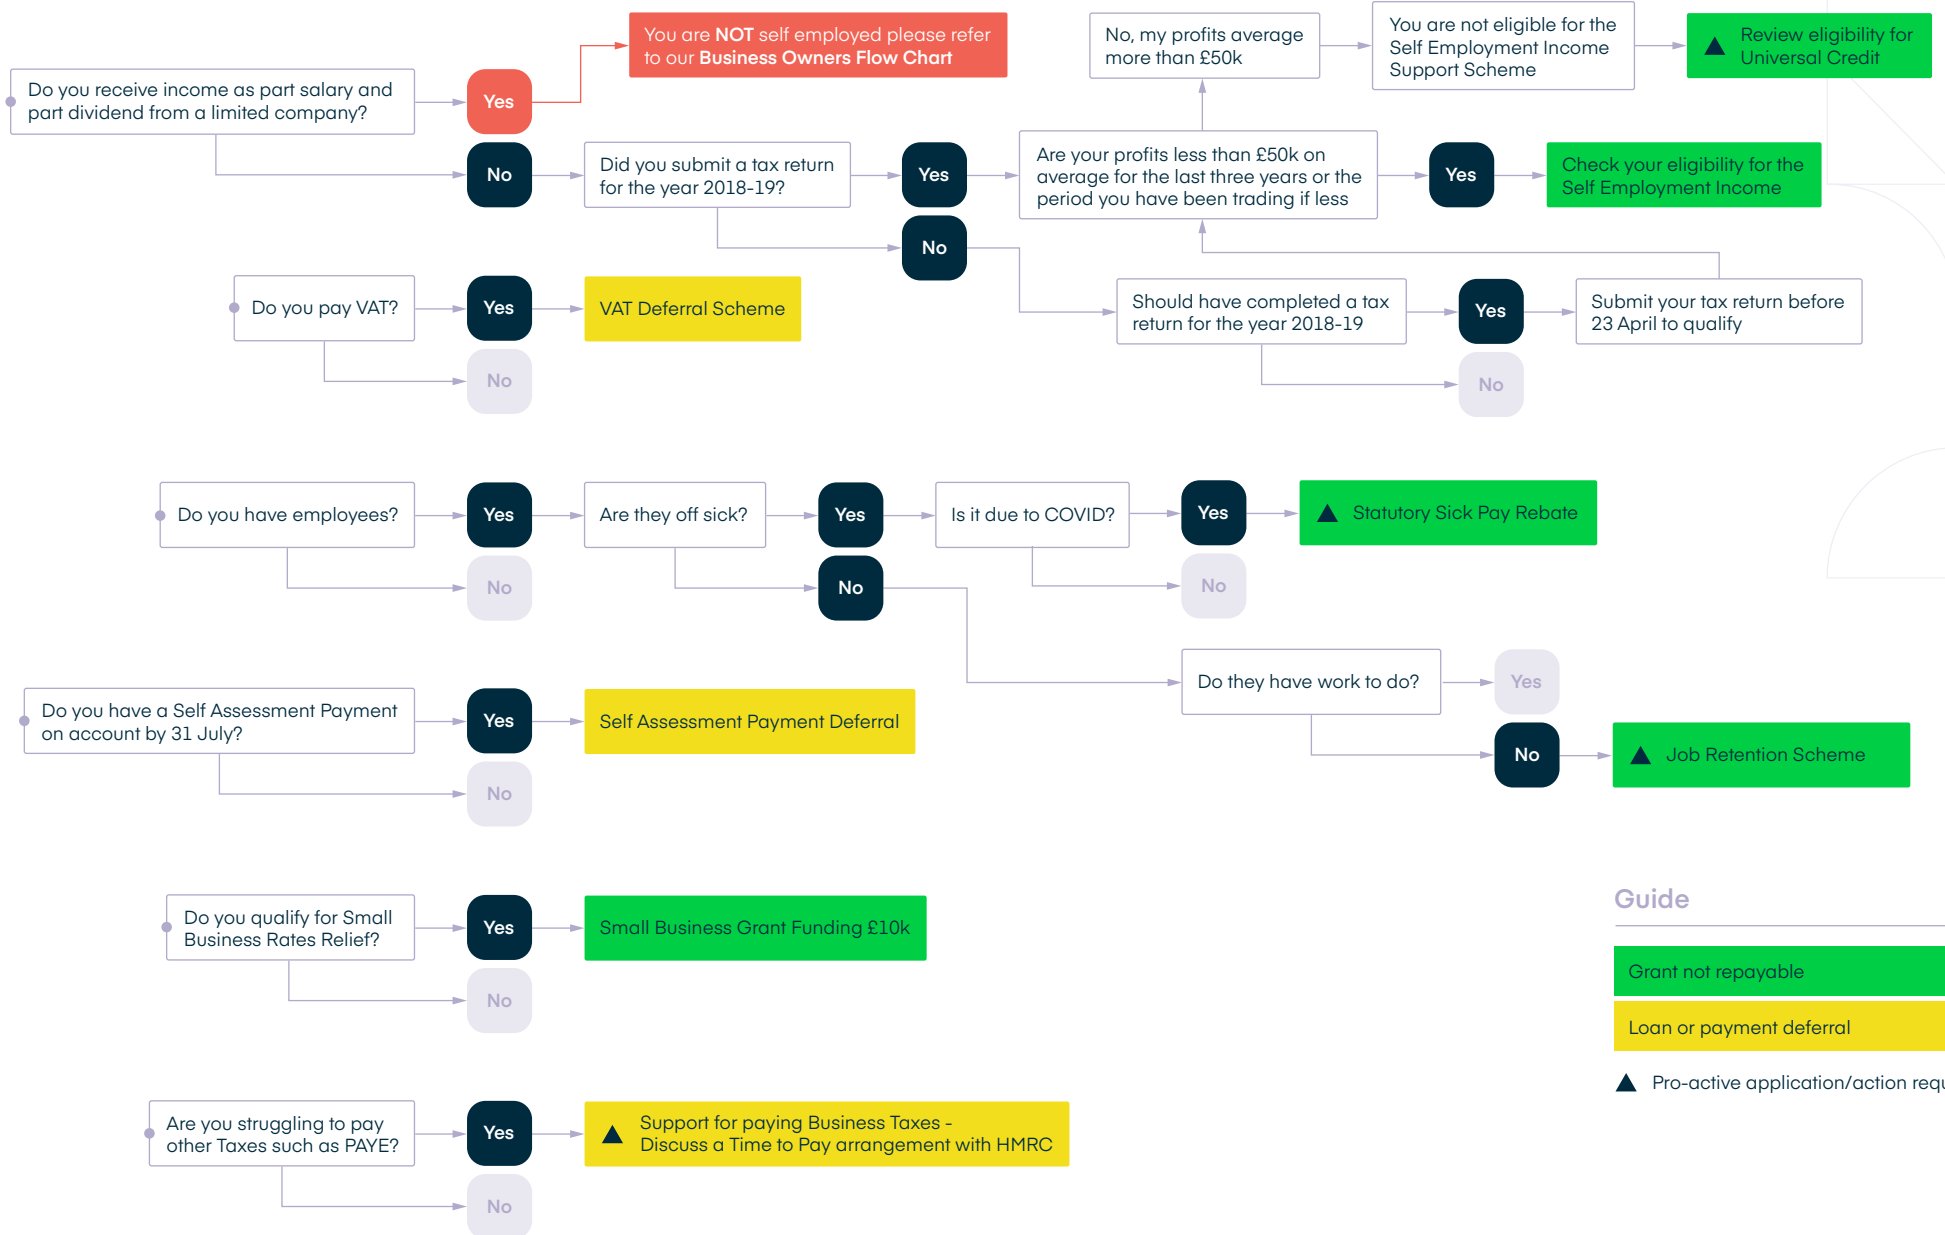 Do you receive income as part salary and
part dividend from a limited company?
Yes
You are NOT self employed please refer
to our Business Owners Flow Chart
No
Did you submit a tax return
for the year 2018-19?
Yes
Are your profits less than £50k on
average for the last three years or the
period you have been trading if less
No, my profits average
more than £50k
You are not eligible for the
Self Employment Income
Support Scheme
Review eligibility for
Universal Credit
Yes
Check your eligibility for the
Self Employment Income
No
Should have completed a tax
return for the year 2018-19
Yes
Submit your tax return before
23 April to qualify
No
Do you pay VAT?
Yes
VAT Deferral Scheme
No
Do you have employees?
Yes
Are they off sick?
Yes
Is it due to COVID?
Yes
Statutory Sick Pay Rebate
No
No
No
Do they have work to do?
Yes
No
Job Retention Scheme
Do you have a Self Assessment Payment
on account by 31 July?
Yes
Self Assessment Payment Deferral
No
Do you qualify for Small
Business Rates Relief?
Yes
Small Business Grant Funding £10k
No
Are you struggling to pay
other Taxes such as PAYE?
Yes
Support for paying Business Taxes -
Discuss a Time to Pay arrangement with HMRC
No
Guide
Grant not repayable
Loan or payment deferral
Pro-active application/action